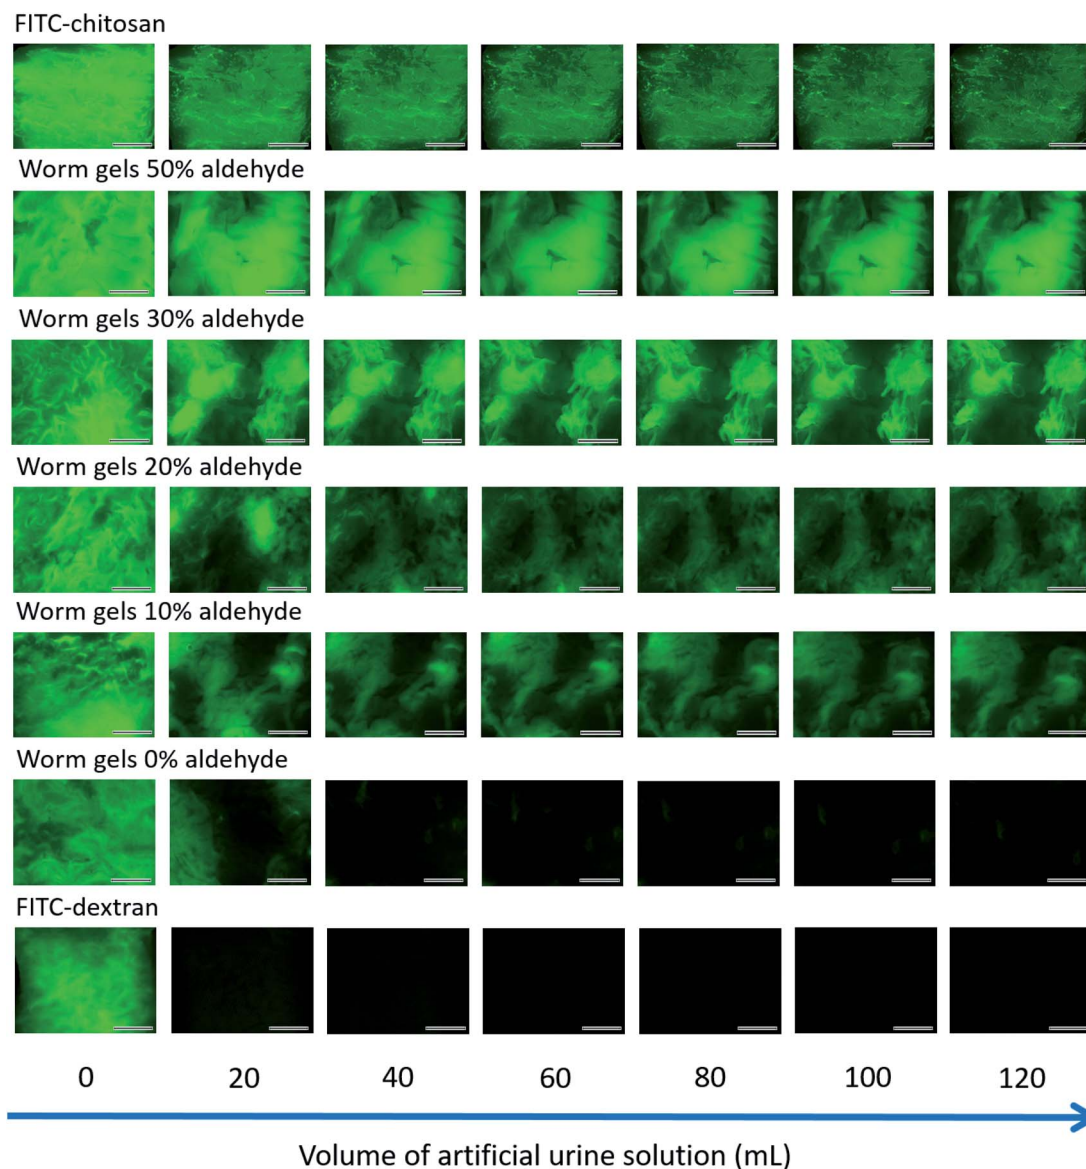 FITC-chitosan
Worm gels 50% aldehyde
Worm gels 30% aldehyde
Worm gels 20% aldehyde
Worm gels 10% aldehyde
Worm gels 0% aldehyde
FITC-dextran
0 20 40 60 80 100 120
Volume of artificial urine solution (mL)